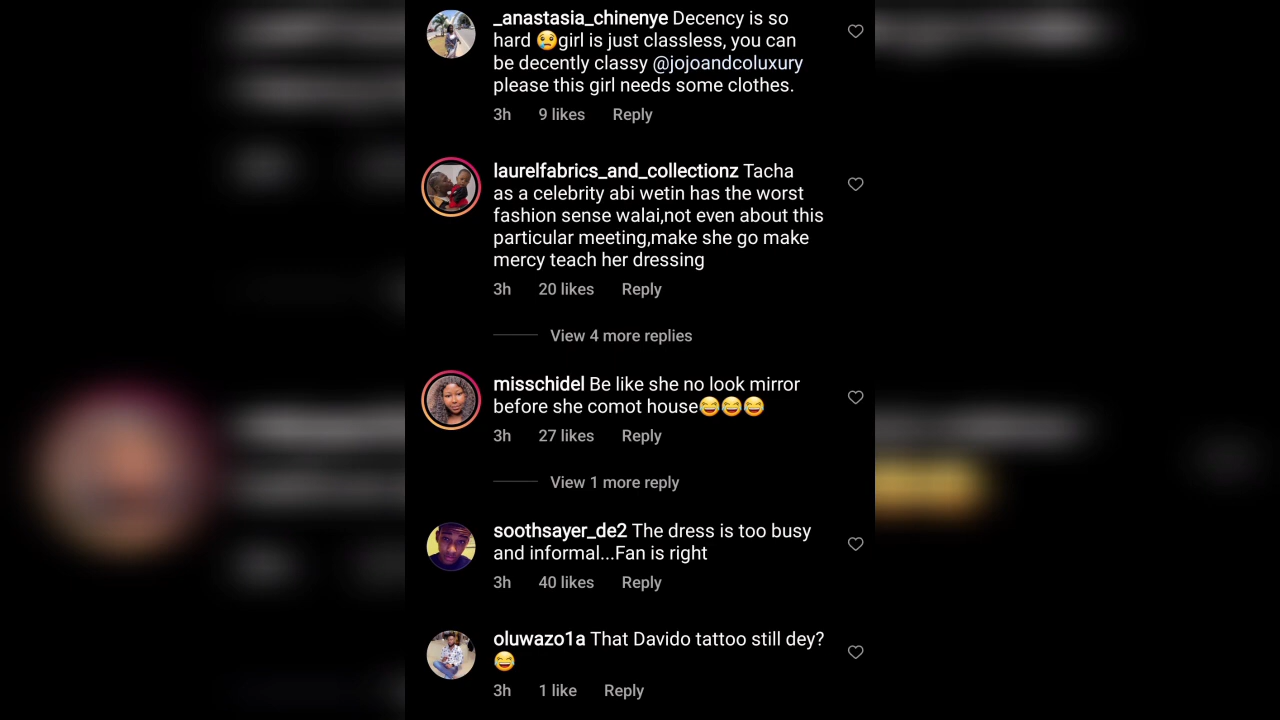 _anastasia_chinenye Decency is so
hard 😢girl is just classless, you can
be decently classy @jojoandcoluxury
please this girl needs some clothes.
3h 9 likes Reply
laurelfabrics_and_collectionz Tacha
as a celebrity abi wetin has the worst
fashion sense walai,not even about this
particular meeting,make she go make
mercy teach her dressing
3h 20 likes Reply
View 4 more replies
misschidel Be like she no look mirror
before she comot house😂😂😂
3h 27 likes Reply
View 1 more reply
soothsayer_de2 The dress is too busy
and informal...Fan is right
3h 40 likes Reply
oluwazo1a That Davido tattoo still dey?
😂
3h 1 like Reply